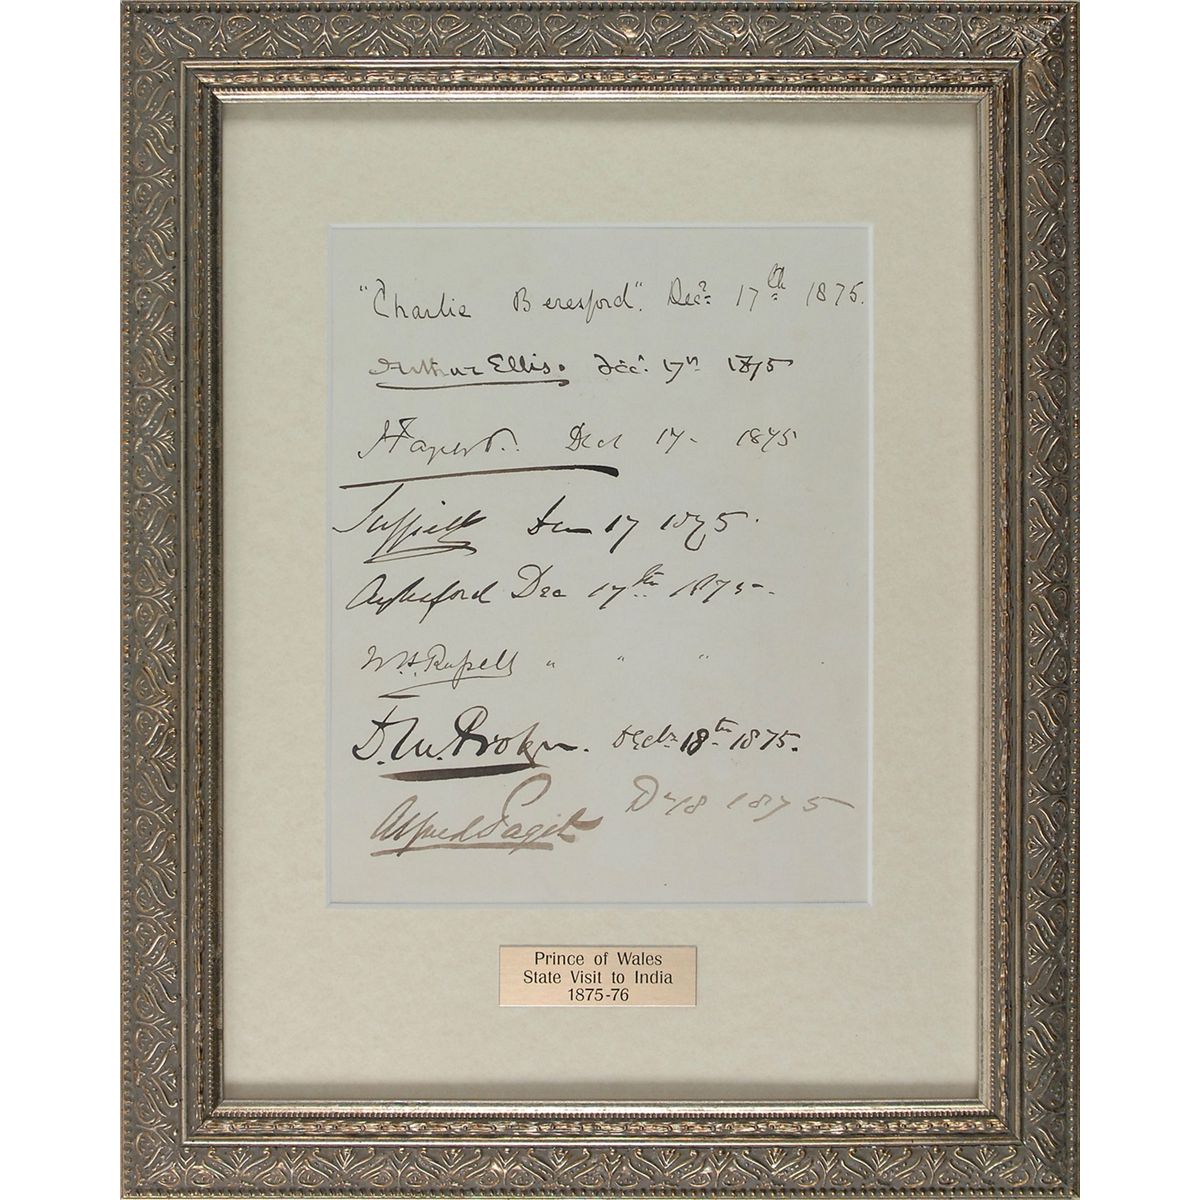 "Charlie Beresford". Decr. 17th 1875.
Arthur Ellis. Dec. 17th 1875
Dec 17 - 1875
Suffield Dec 17 1875.
Aylesford Dec 17th 1875-
W.H. Russell " " "
Decr. 18th 1875.
Alfred Paget D 18 1875
Prince of Wales
State Visit to India
1875-76